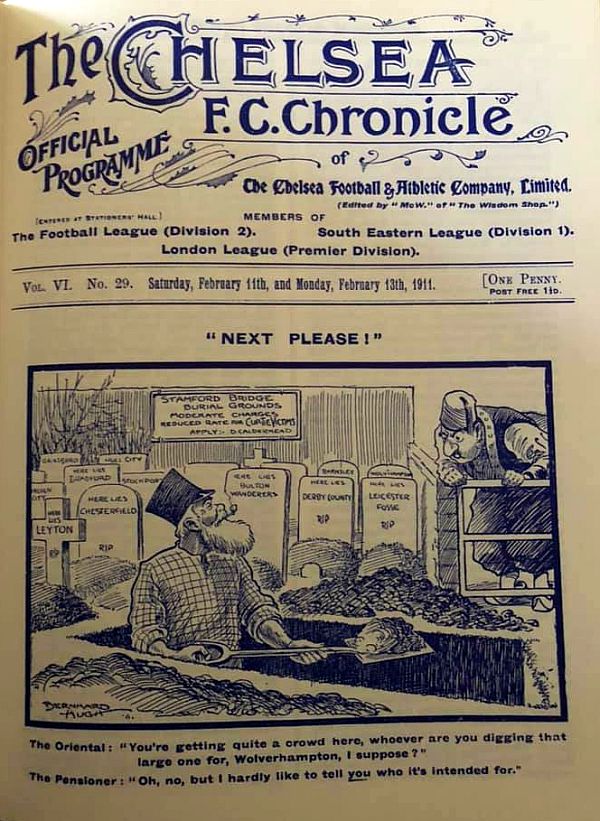 The CHELSEA
F.C. Chronicle
OFFICIAL
PROGRAMME
of
The Chelsea Football & Athletic Company, Limited.
(Edited by "McW." of "The Wisdom Shop.")
[ENTERED AT STATIONERS' HALL]
MEMBERS OF
The Football League (Division 2). South Eastern League (Division 1).
London League (Premier Division).
VOL. VI. No. 29. Saturday, February 11th, and Monday, February 13th, 1911. [ONE PENNY.
POST FREE 1½D.
"NEXT PLEASE!"
STAMFORD BRIDGE
BURIAL GROUNDS
MODERATE CHARGES
REDUCED RATE FOR CUP TIE VICTIMS
APPLY:- D. CALDERHEAD
HULL CITY
HERE LIES
BRADFORD
STOCKPORT
HERE LIES
CHESTERFIELD
RIP
HERE
LIES
LEYTON
HERE LIES
BOLTON
WANDERERS
BARNSLEY
HERE LIES
DERBY COUNTY
RIP
HERE LIES
LEICESTER
FOSSE
RIP
BERNHARD
HUGH
The Oriental: "You're getting quite a crowd here, whoever are you digging that
large one for, Wolverhampton, I suppose?"
The Pensioner: "Oh, no, but I hardly like to tell you who it's intended for."